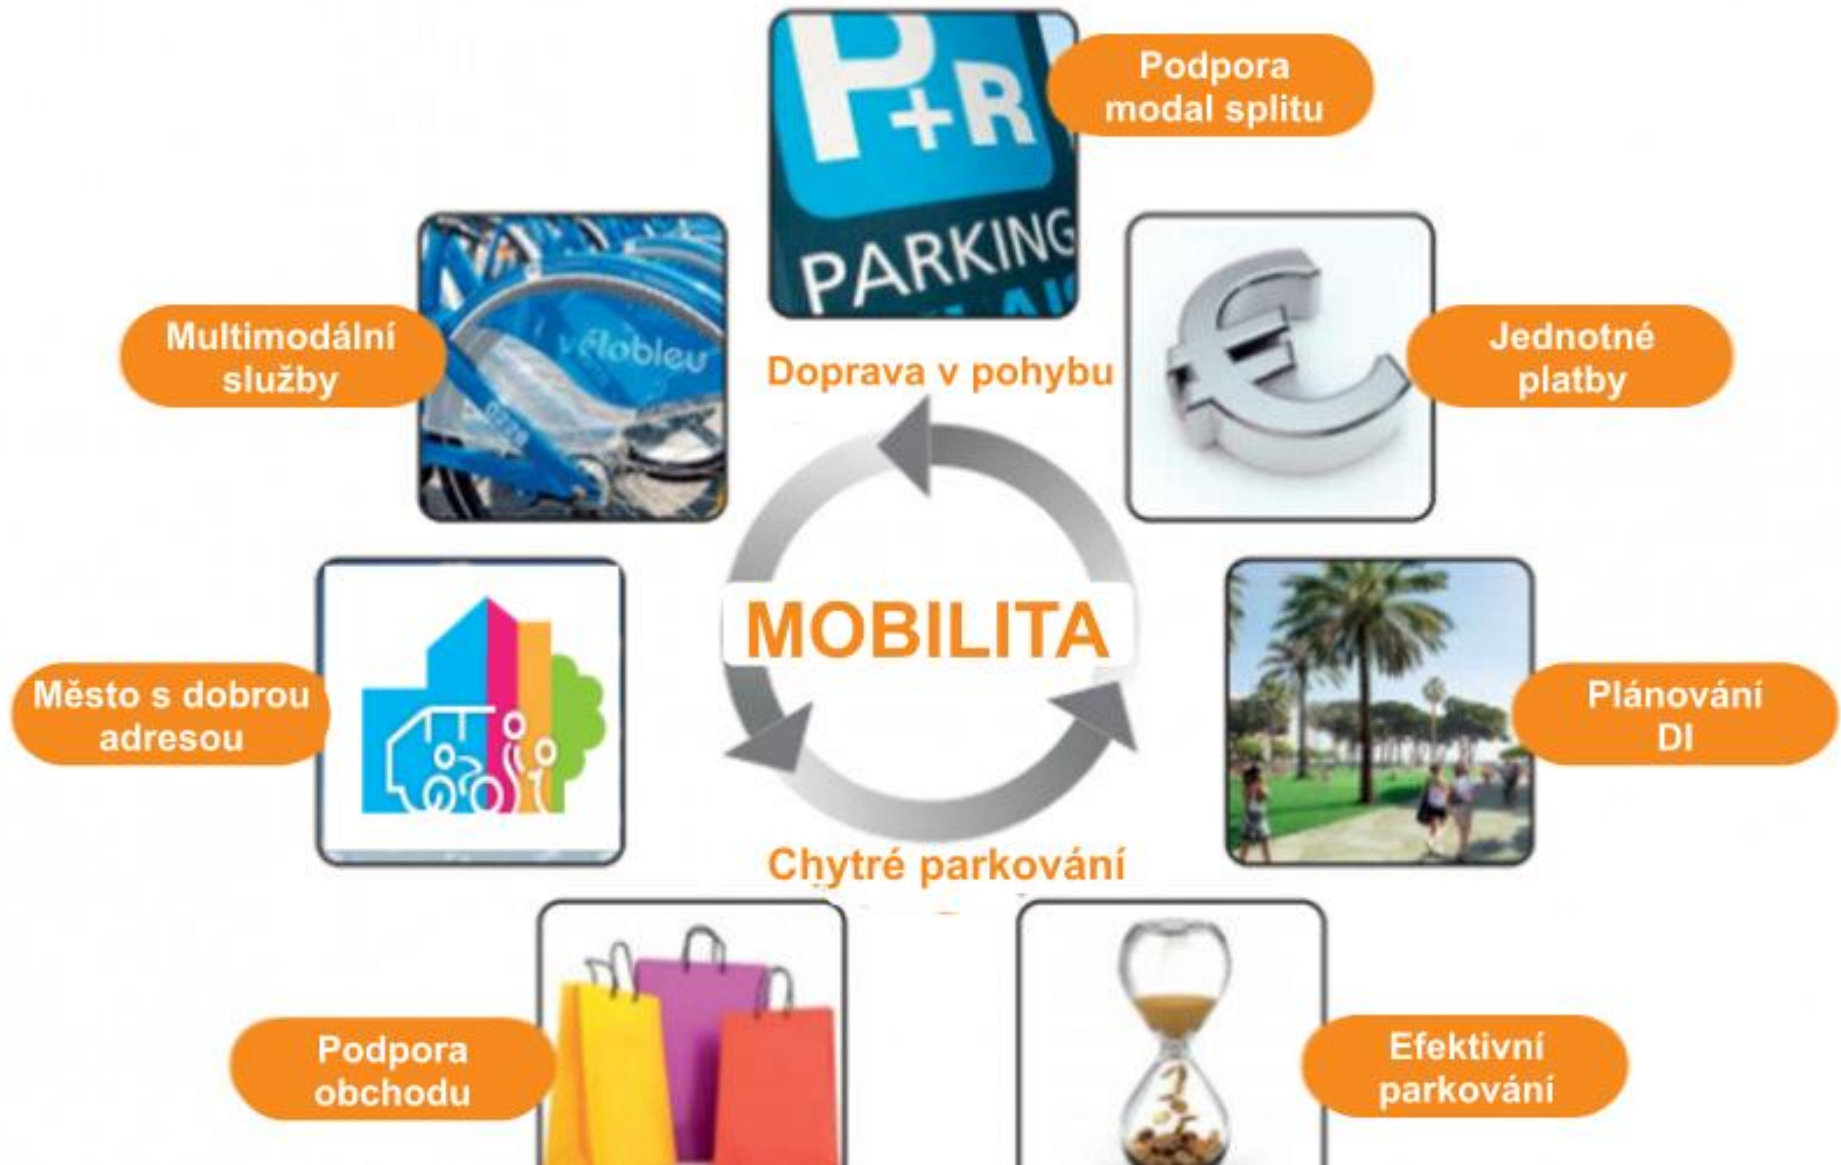 P+R
PARKING
Podpora
modal splitu
vélobleu
0228
Multimodální
služby
Jednotné
platby
Doprava v pohybu
MOBILITA
Město s dobrou
adresou
Plánování
DI
Chytré parkování
Podpora
obchodu
Efektivní
parkování